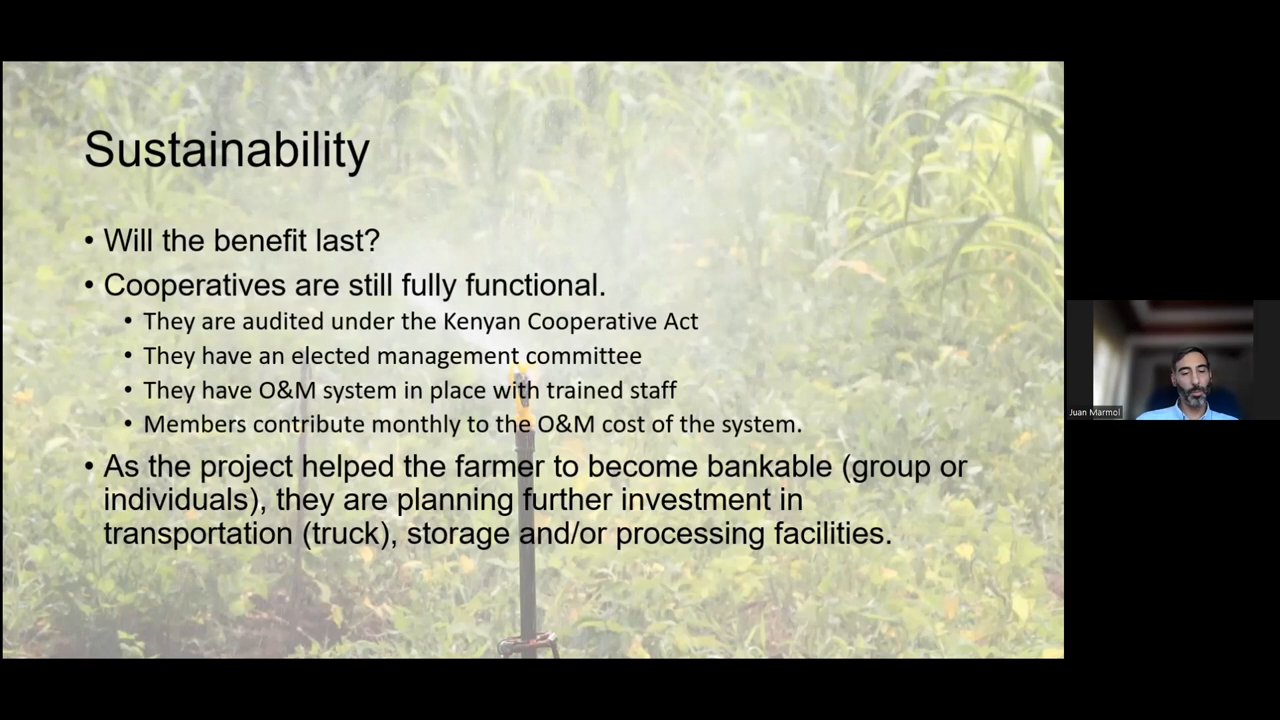 Sustainability
• Will the benefit last?
• Cooperatives are still fully functional.
• They are audited under the Kenyan Cooperative Act
• They have an elected management committee
• They have O&M system in place with trained staff
• Members contribute monthly to the O&M cost of the system.
• As the project helped the farmer to become bankable (group or
individuals), they are planning further investment in
transportation (truck), storage and/or processing facilities.
Juan Marmol